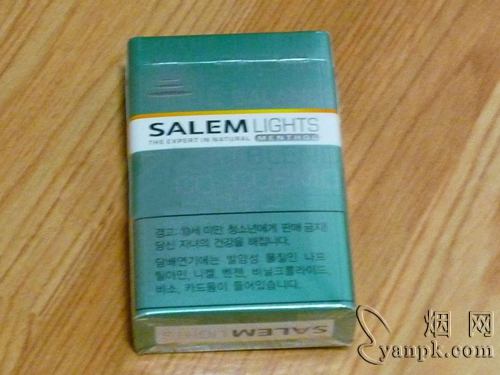 SALEM LIGHTS
THE EXPERT IN NATURAL MENTHOL
경고: 19세 미만 청소년에게 판매 금지!
당신 자녀의 건강을 해칩니다.
담배연기에는 발암성 물질인 나프
틸아민, 니켈, 벤젠, 비닐크롤라이드,
비소, 카드뮴이 들어있습니다.
SALEM LIGHTS
烟网
yanpk.com